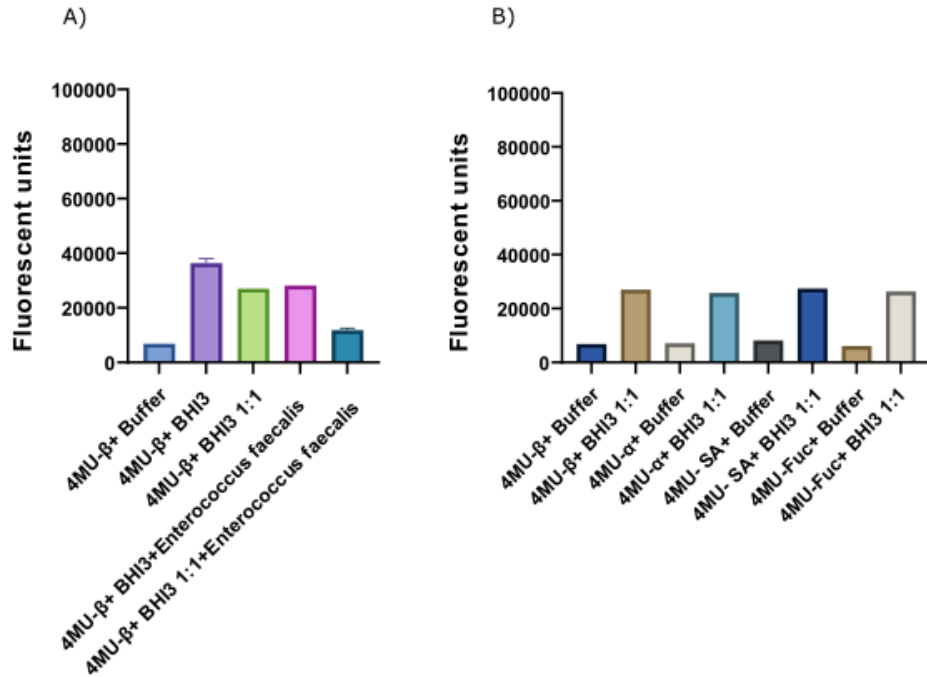 A)
Fluorescent units
100000
80000
60000
40000
20000
0
4MU-β+ Buffer
4MU-β+ BHI3
4MU-β+ BHI3 1:1
4MU-β+ BHI3+Enterococcus faecalis
4MU-β+ BHI3 1:1+Enterococcus faecalis
B)
Fluorescent units
100000
80000
60000
40000
20000
0
4MU-β+ Buffer
4MU-β+ BHI3 1:1
4MU-α+ Buffer
4MU-α+ BHI3 1:1
4MU- SA+ Buffer
4MU- SA+ BHI3 1:1
4MU-Fuc+ Buffer
4MU-Fuc+ BHI3 1:1